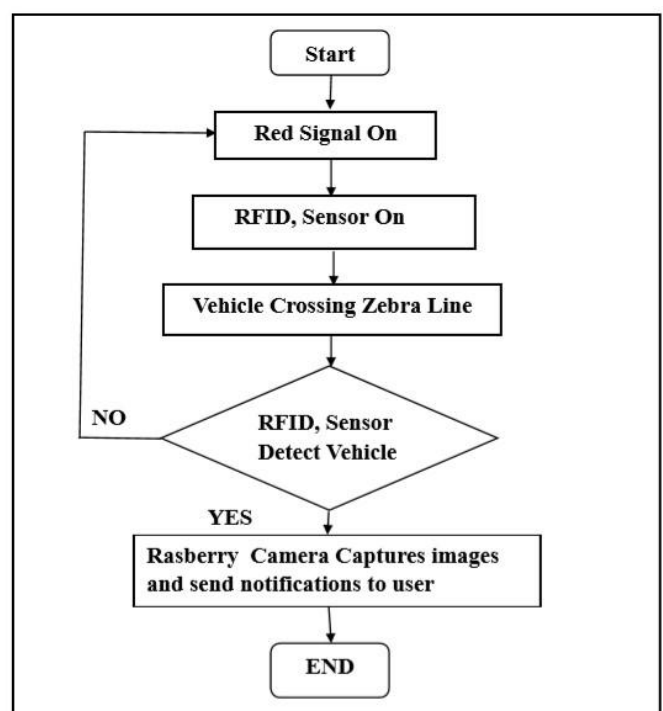 Start
Red Signal On
RFID, Sensor On
Vehicle Crossing Zebra Line
NO
RFID, Sensor
Detect Vehicle
YES
Rasberry Camera Captures images
and send notifications to user
END